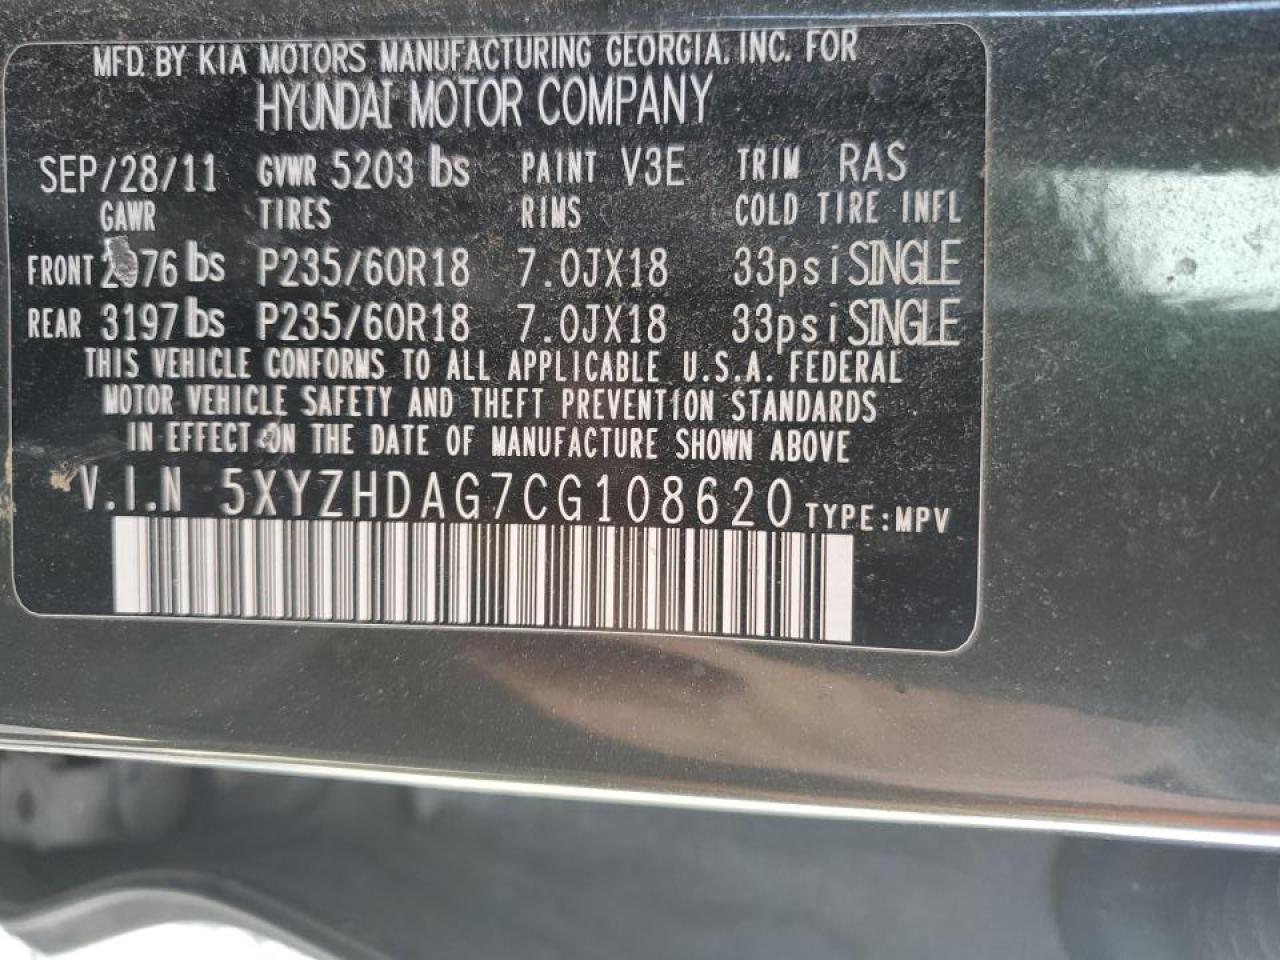 MFD. BY KIA MOTORS MANUFACTURING GEORGIA, INC. FOR
HYUNDAI MOTOR COMPANY
SEP/28/11 GVWR 5203 lbs PAINT V3E TRIM RAS
GAWR TIRES RIMS COLD TIRE INFL
FRONT lbs P235/60R18 7.0JX18 33psi SINGLE
REAR 3197 lbs P235/60R18 7.0JX18 33psi SINGLE
THIS VEHICLE CONFORMS TO ALL APPLICABLE U.S.A. FEDERAL
MOTOR VEHICLE SAFETY AND THEFT PREVENTION STANDARDS
IN EFFECT ON THE DATE OF MANUFACTURE SHOWN ABOVE
V.I.N 5XYZHDAG7CG108620 TYPE:MPV